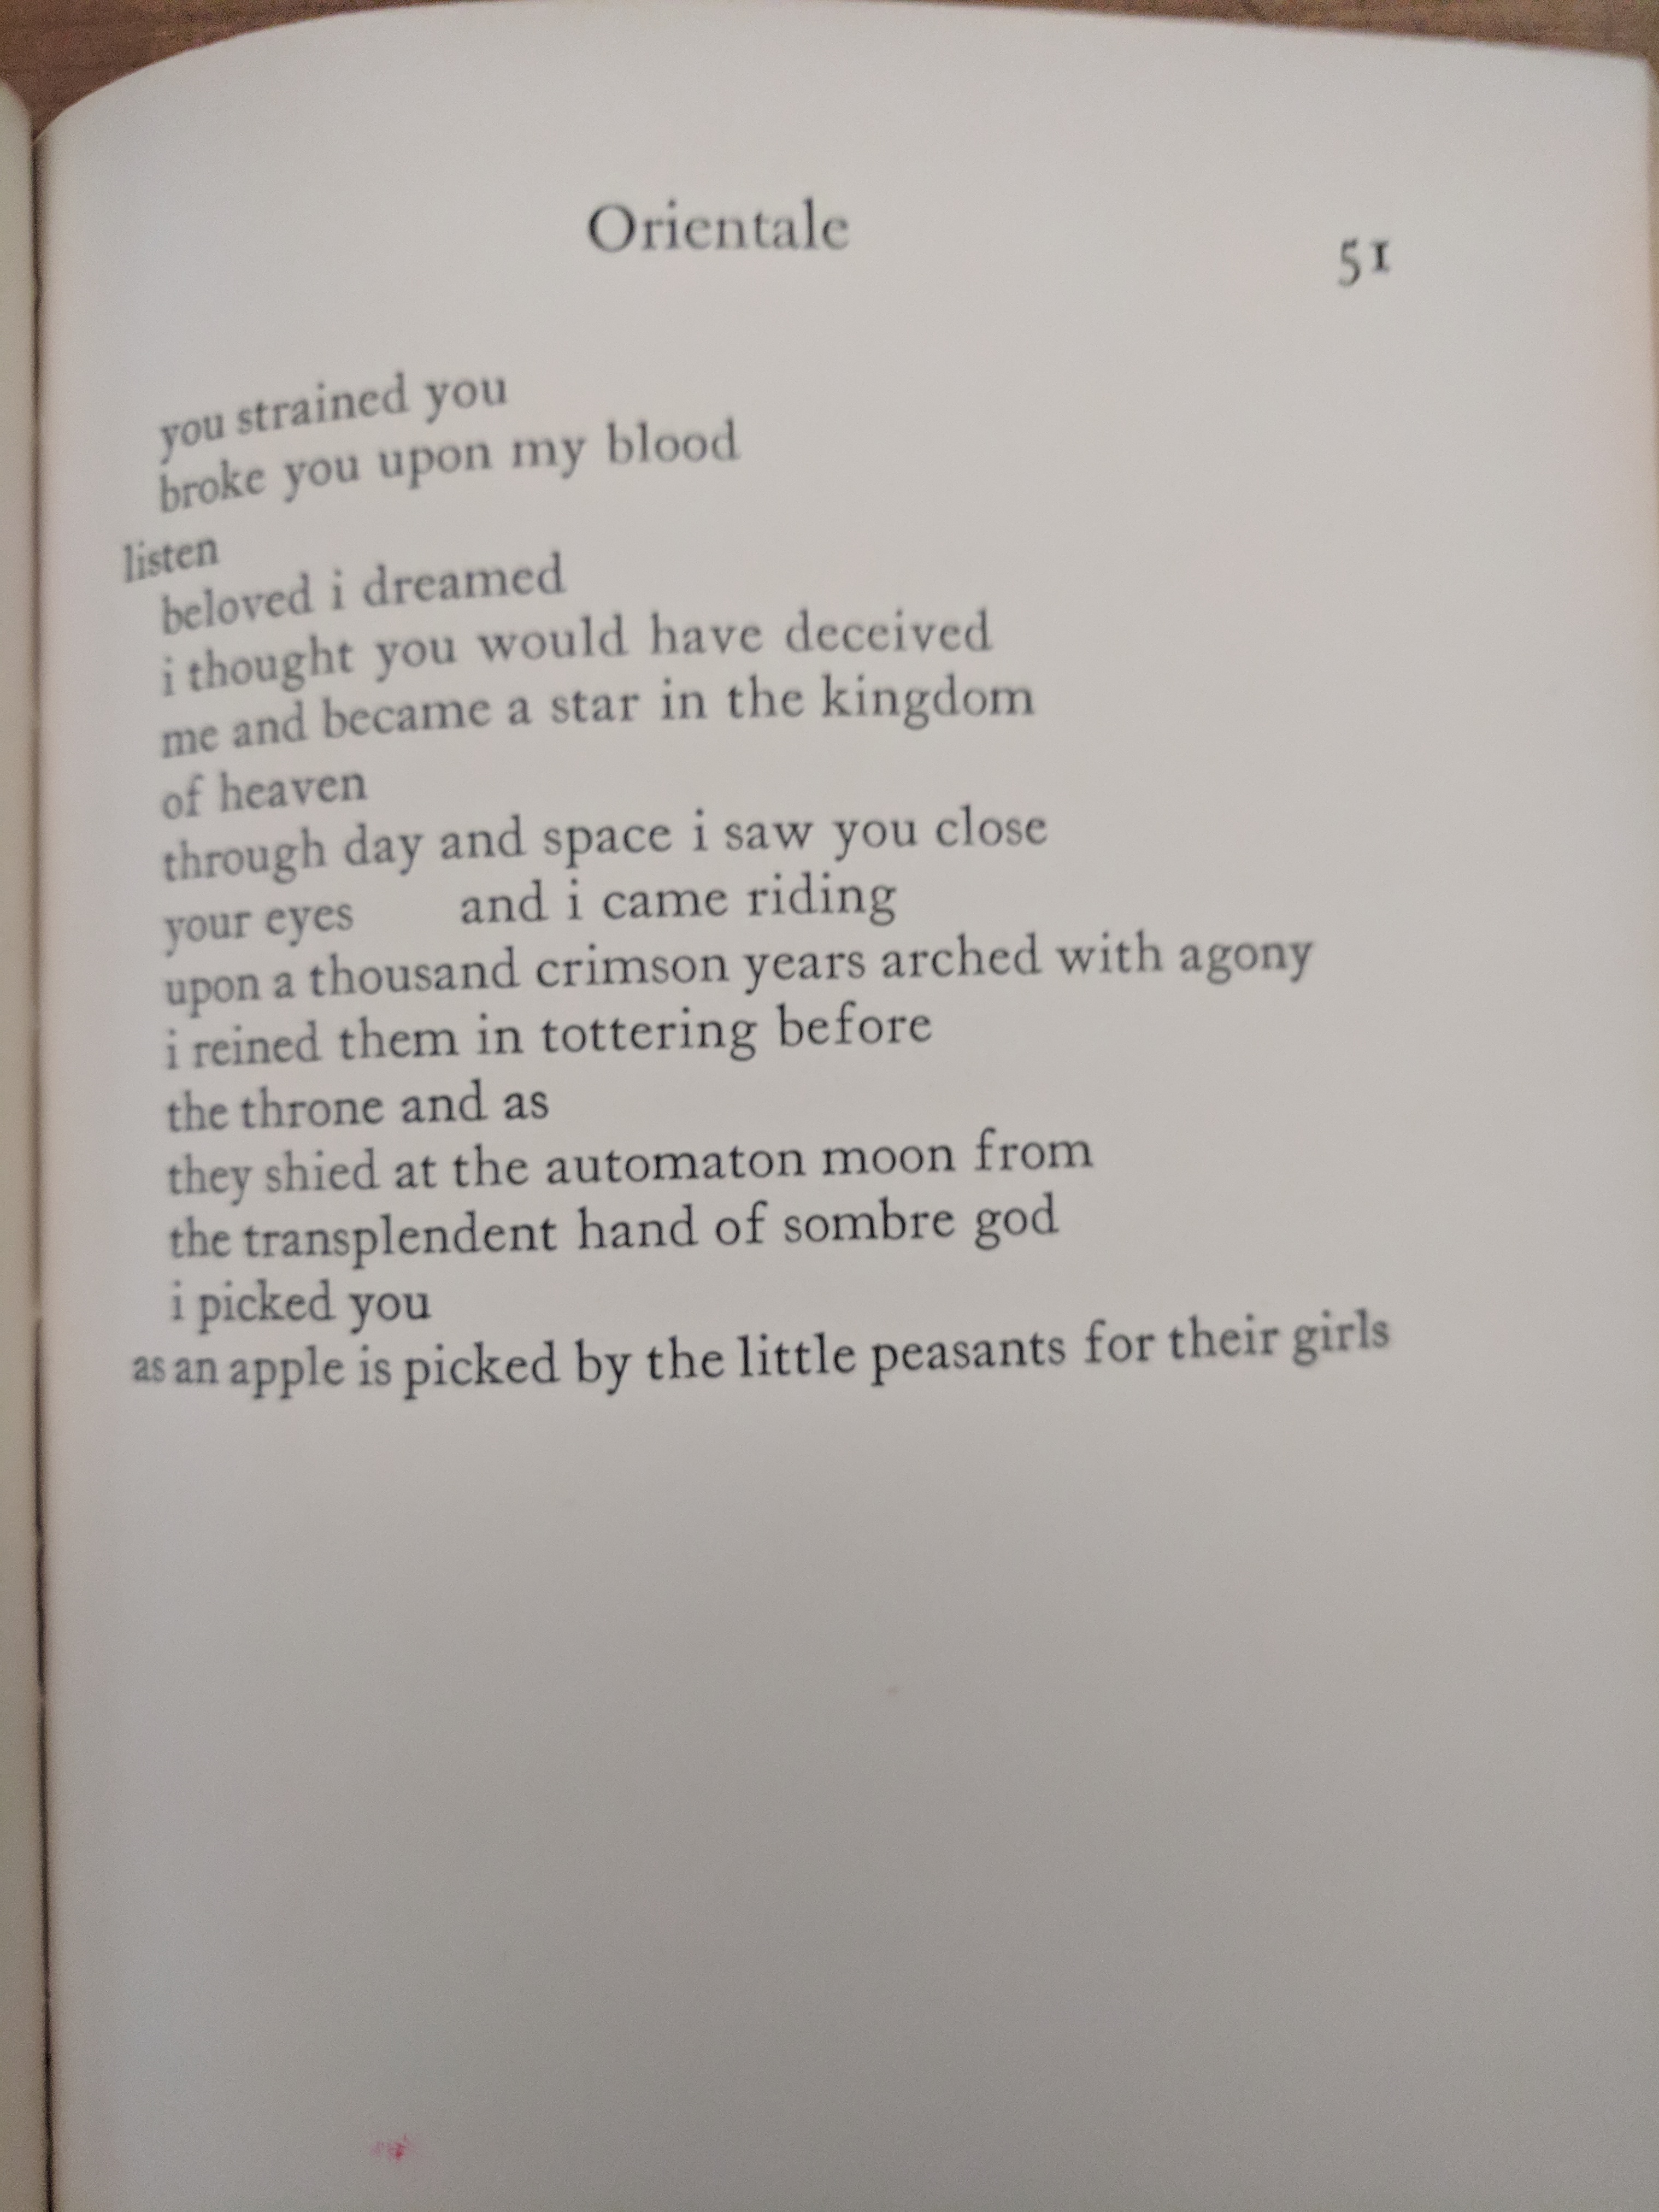 Orientale
51
you strained you
broke you upon my blood
listen
beloved i dreamed
i thought you would have deceived
me and became a star in the kingdom
of heaven
through day and space i saw you close
your eyes and i came riding
upon a thousand crimson years arched with agony
i reined them in tottering before
the throne and as
they shied at the automaton moon from
the transplendent hand of sombre god
i picked you
as an apple is picked by the little peasants for their girls